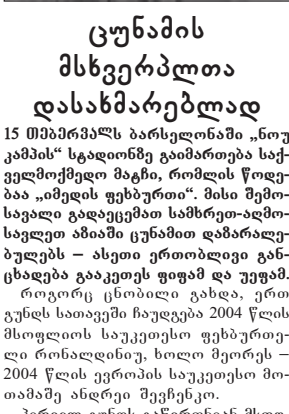 ცუნამის
მსხვერპლთა
დასახმარებლად
15 თებერვალს ბარსელონაში „ნოუ
კამპის“ სტადიონზე გაიმართება საქ-
ველმოქმედო მატჩი, რომლის წოდე-
ბაა „იმედის ფეხბურთი“. მისი შემო-
სავალი გადაეცემათ სამხრეთ-აღმო-
სავლეთ აზიაში ცუნამით დაზარალე-
ბულებს – ასეთი ერთობლივი გან-
ცხადება გააკეთეს ფიფამ და უეფამ.
როგორც ცნობილი გახდა, ერთ
გუნდს სათავეში ჩაუდგება 2004 წლის
მსოფლიოს საუკეთესო ფეხბურთე-
ლი რონალდინიუ, ხოლო მეორეს –
2004 წლის ევროპის საუკეთესო მო-
თამაშე ანდრეი შევჩენკო.